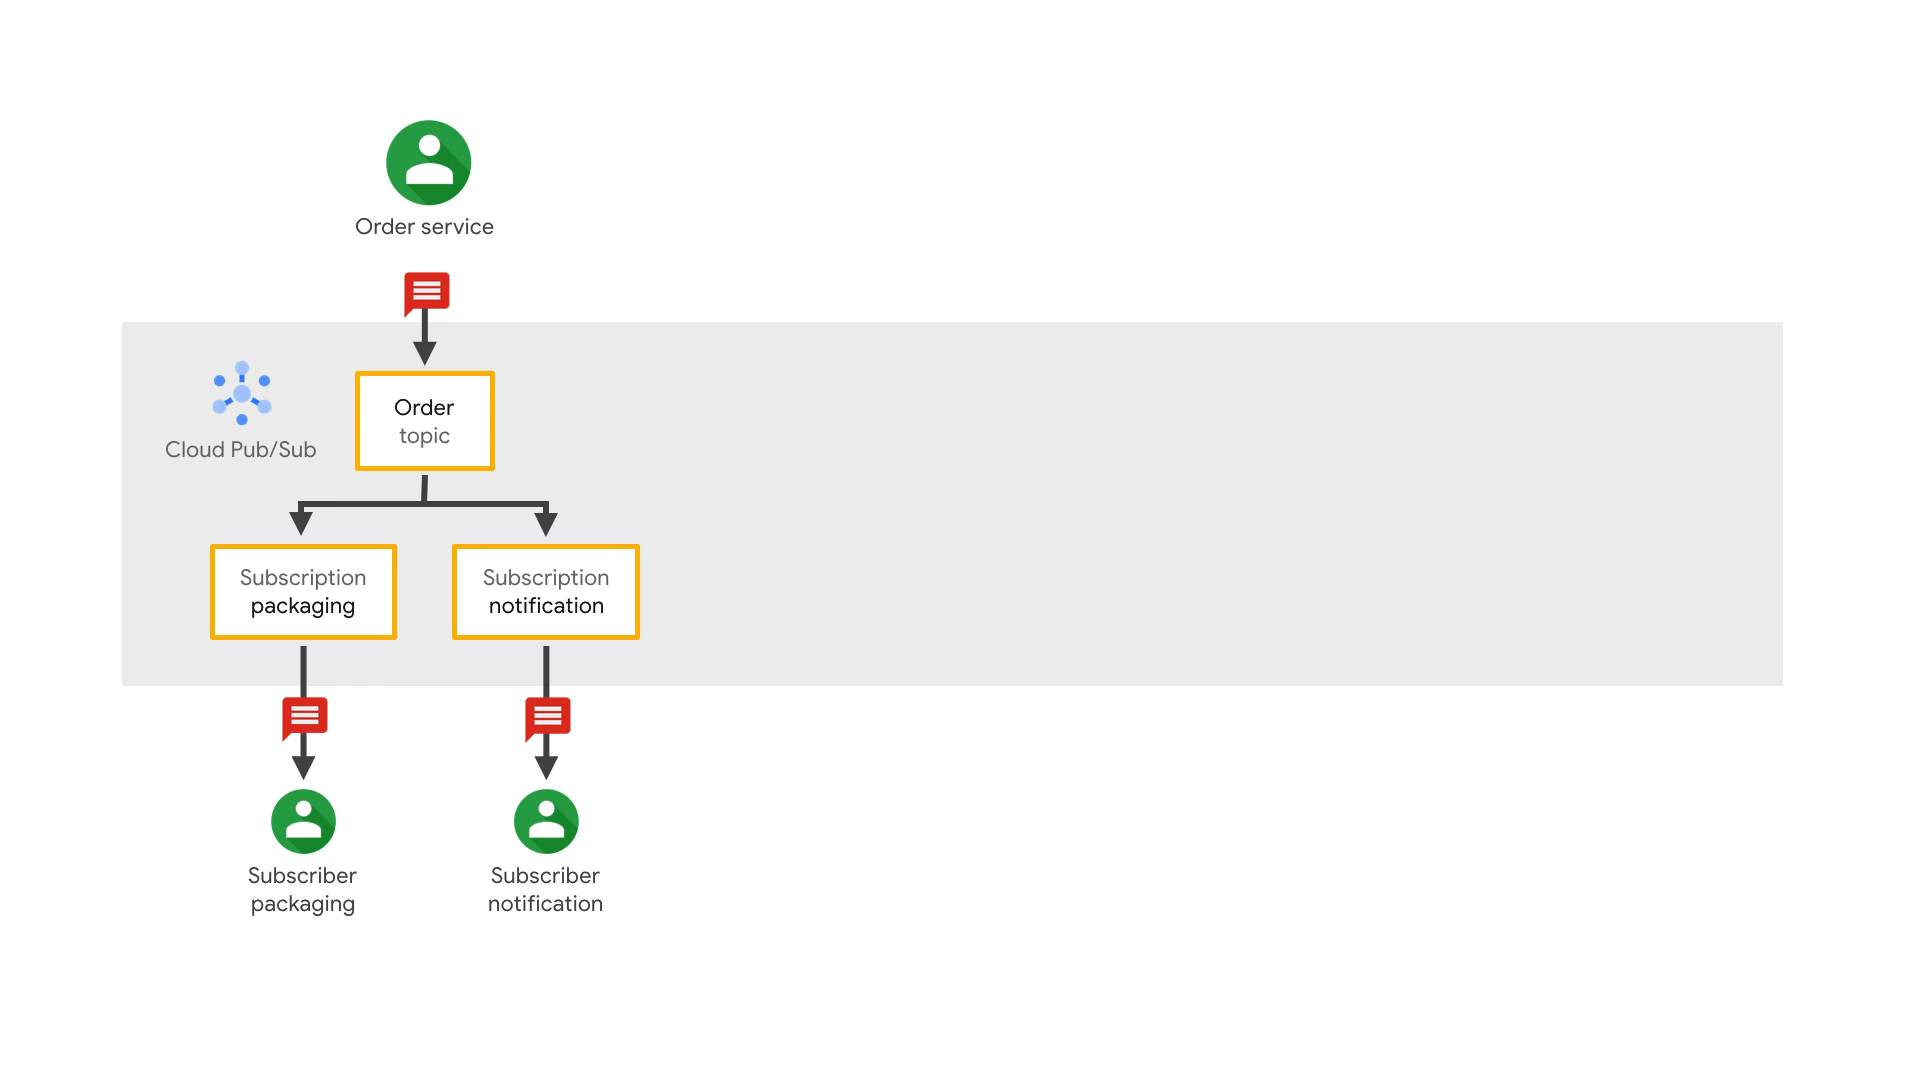 Order service
Cloud Pub/Sub
Order
topic
Subscription
packaging
Subscription
notification
Subscriber
packaging
Subscriber
notification